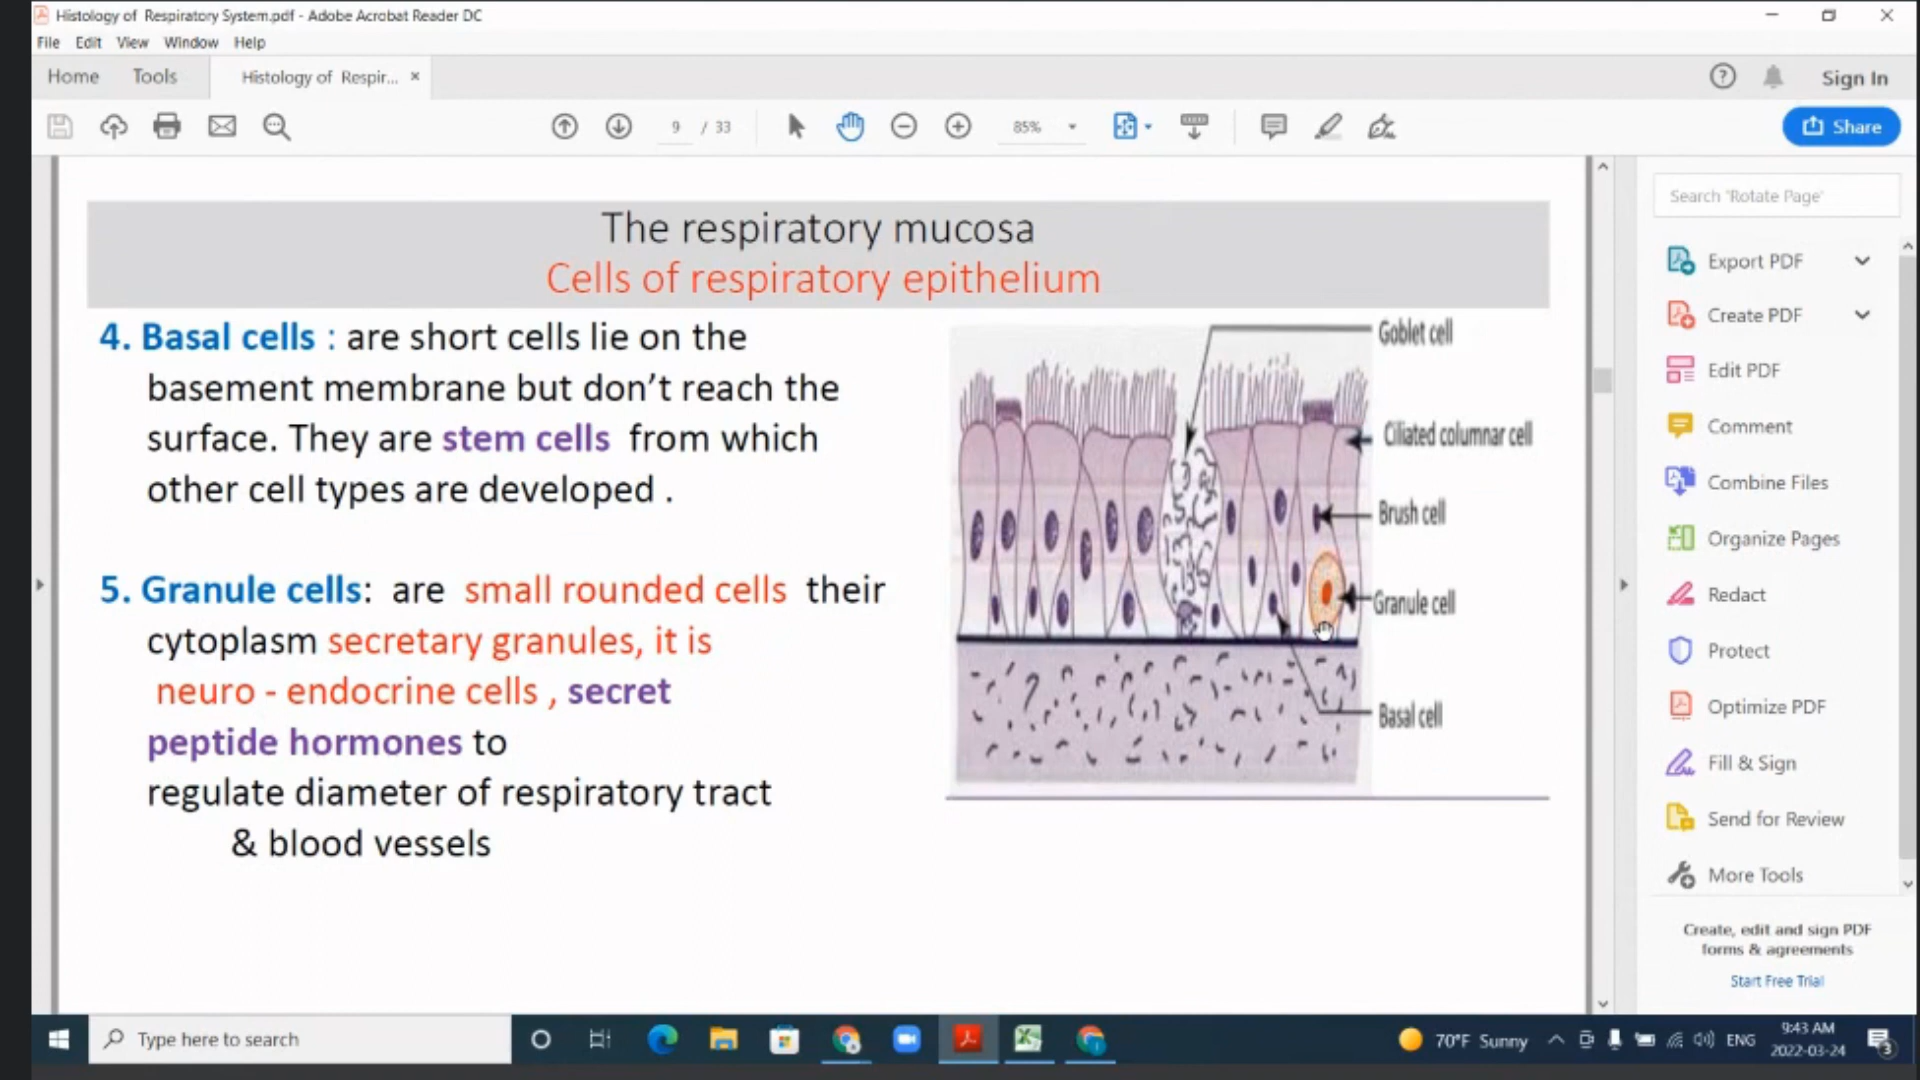 Histology of  Respiratory System.pdf - Adobe Acrobat Reader DC
File Edit View Window Help
Home Tools Histology of Respir... ×
Sign In
9 / 33
85%
Share
The respiratory mucosa
Cells of respiratory epithelium
4. Basal cells : are short cells lie on the
basement membrane but don't reach the
surface. They are stem cells from which
other cell types are developed .
5. Granule cells: are small rounded cells their
cytoplasm secretary granules, it is
neuro - endocrine cells , secret
peptide hormones to
regulate diameter of respiratory tract
& blood vessels
Goblet cell
Ciliated columnar cell
Brush cell
Granule cell
Basal cell
Search 'Rotate Page'
Export PDF
Create PDF
Edit PDF
Comment
Combine Files
Organize Pages
Redact
Protect
Optimize PDF
Fill & Sign
Send for Review
More Tools
Create, edit and sign PDF
forms & agreements
Start Free Trial
Type here to search
70°F Sunny
ENG
9:43 AM
2022-03-24
3